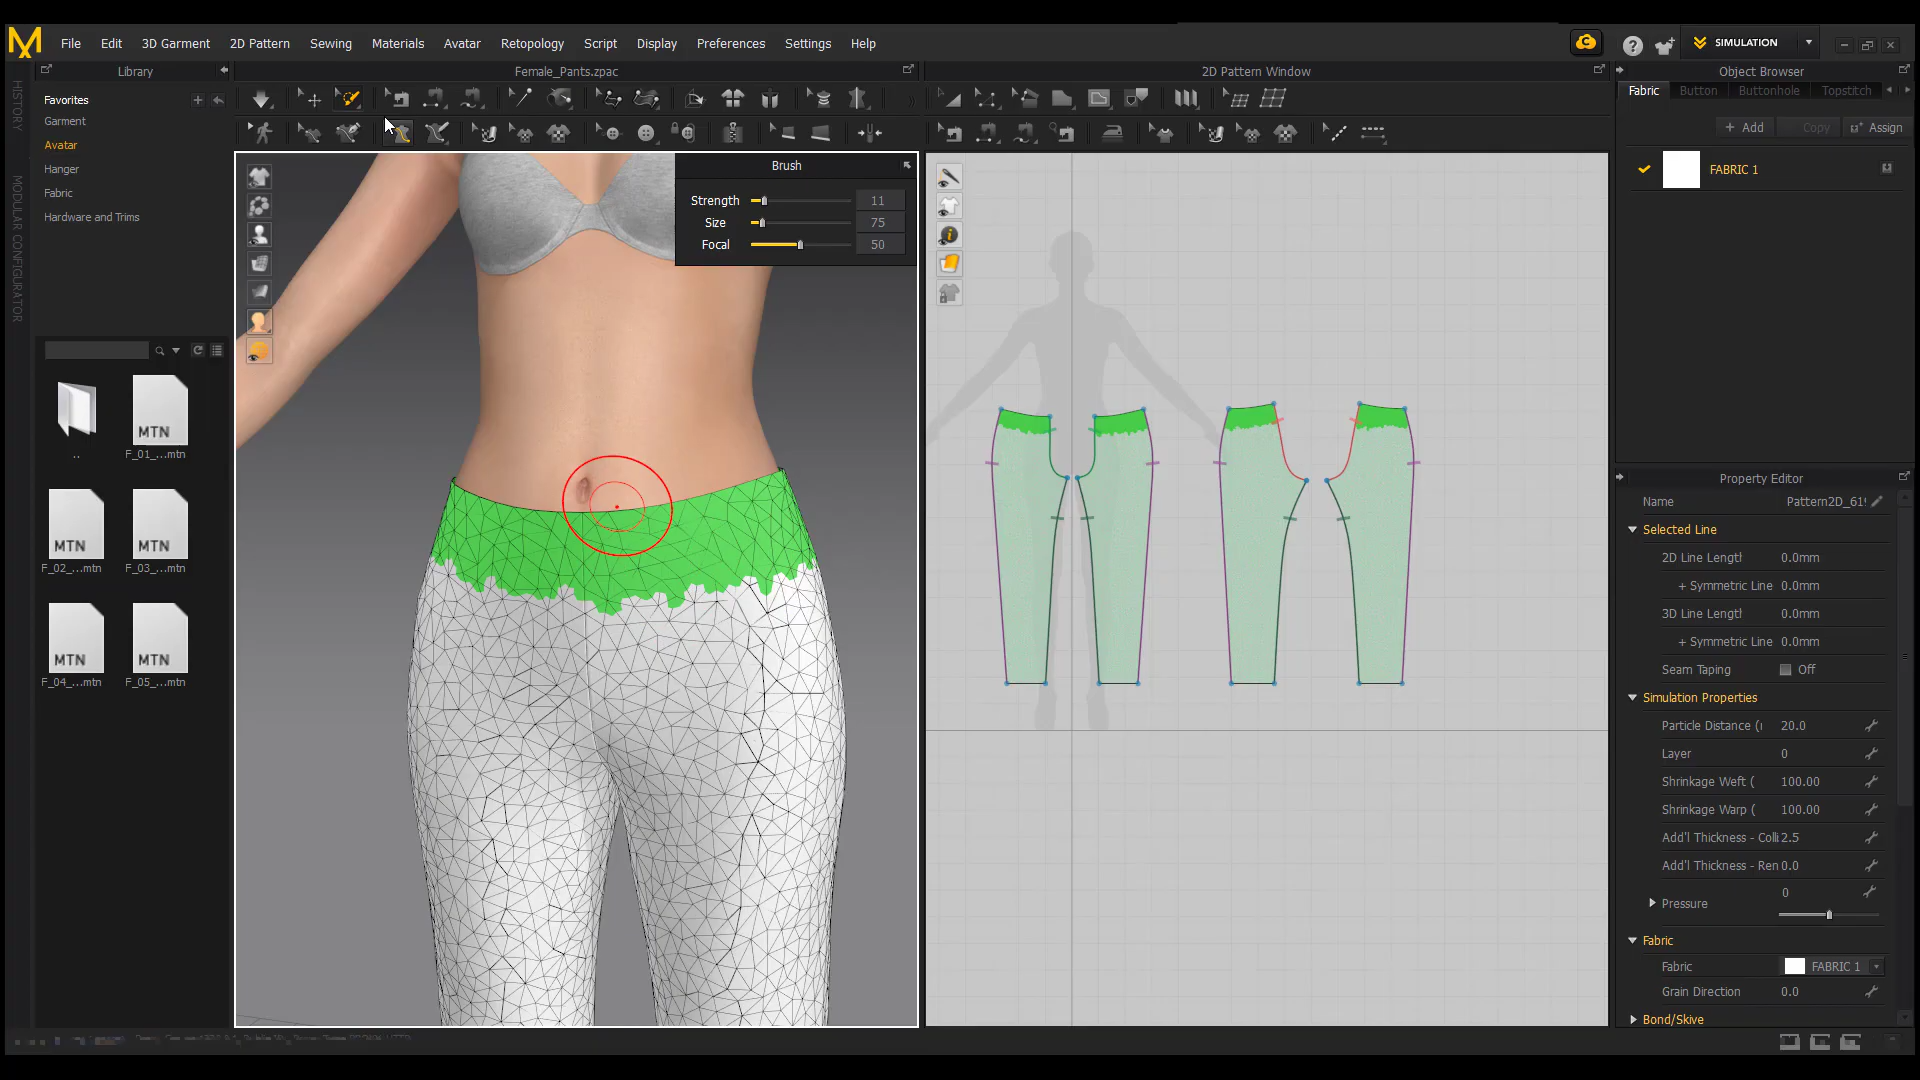 File Edit 3D Garment 2D Pattern Sewing Materials Avatar Retopology Script Display Preferences Settings Help
SIMULATION
Library
Female_Pants.zpac
2D Pattern Window
Object Browser
HISTORY
MODULAR CONFIGURATOR
Favorites
Garment
Avatar
Hanger
Fabric
Hardware and Trims
..
MTN
F_01_...mtn
MTN
F_02_...mtn
MTN
F_03_...mtn
MTN
F_04_...mtn
MTN
F_05_...mtn
Brush
Strength 11
Size 75
Focal 50
Fabric Button Buttonhole Topstitch
+ Add Copy Assign
FABRIC 1
Property Editor
Name Pattern2D_61
Selected Line
2D Line Length 0.0mm
+ Symmetric Line 0.0mm
3D Line Length 0.0mm
+ Symmetric Line 0.0mm
Seam Taping Off
Simulation Properties
Particle Distance ( 20.0
Layer 0
Shrinkage Weft ( 100.00
Shrinkage Warp ( 100.00
Add'l Thickness - Colli 2.5
Add'l Thickness - Ren 0.0
0
Pressure
Fabric
Fabric FABRIC 1
Grain Direction 0.0
Bond/Skive